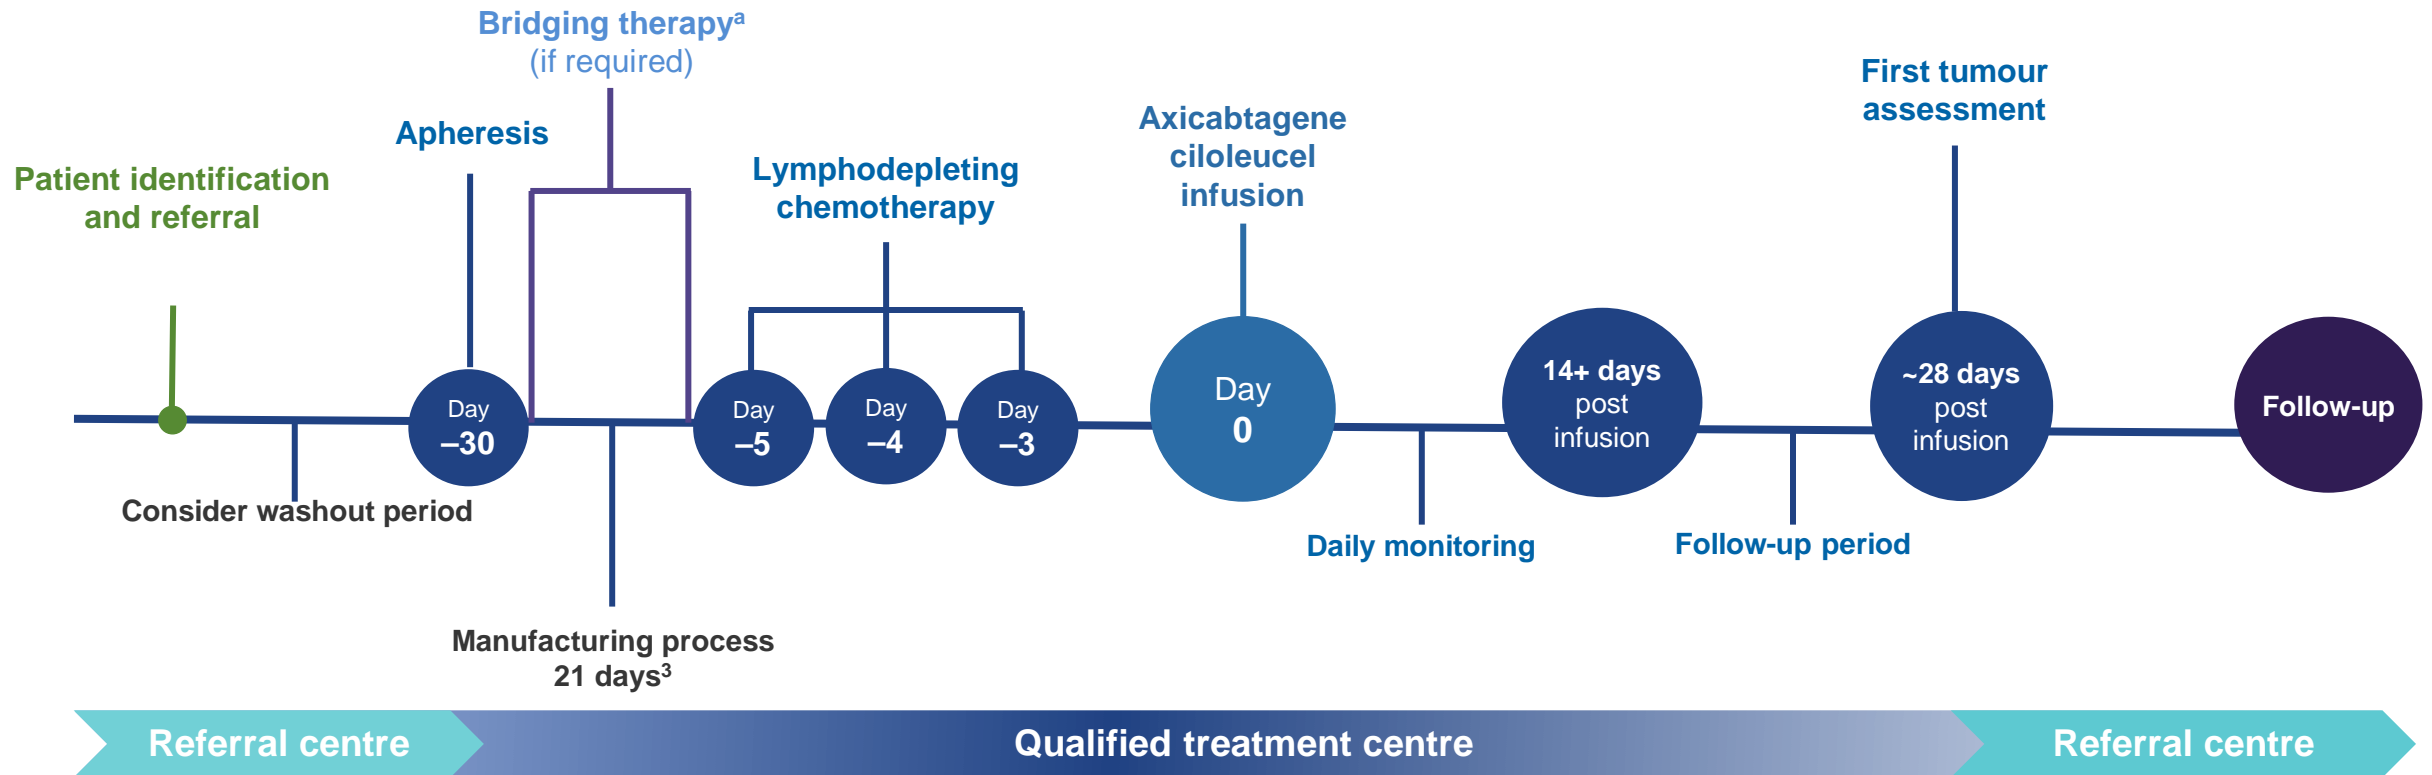 Bridging therapyᵃ
(if required)
Apheresis
Patient identification
and referral
Lymphodepleting
chemotherapy
Axicabtagene
ciloleucel
infusion
First tumour
assessment
Day
–30
Day
–5
Day
–4
Day
–3
Day
0
14+ days
post
infusion
~28 days
post
infusion
Follow-up
Consider washout period
Manufacturing process
21 days³
Daily monitoring
Follow-up period
Referral centre
Qualified treatment centre
Referral centre